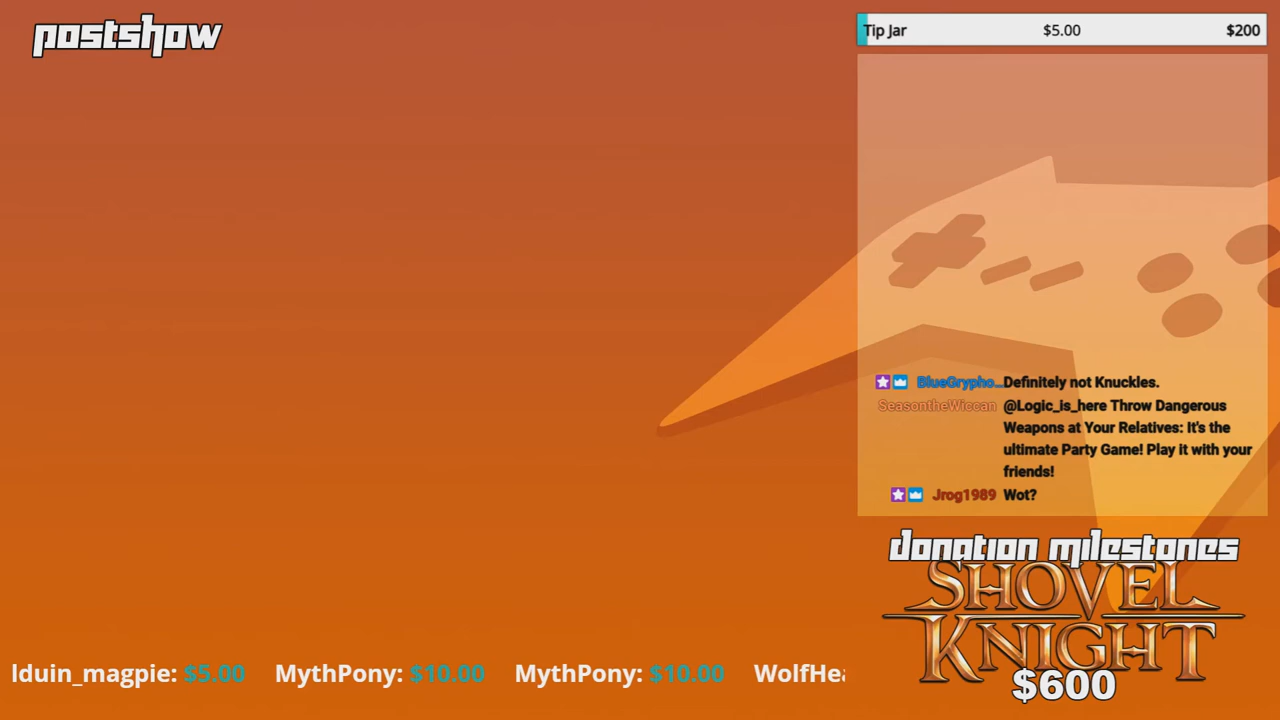 postshow
Tip Jar $5.00 $200
BlueGrypho... Definitely not Knuckles.
SeasontheWiccan @Logic_is_here Throw Dangerous
Weapons at Your Relatives: It's the
ultimate Party Game! Play it with your
friends!
Jrog1989 Wot?
donation milestones
SHOVEL
KNIGHT
$600
lduin_magpie: $5.00 MythPony: $10.00 MythPony: $10.00 WolfHea